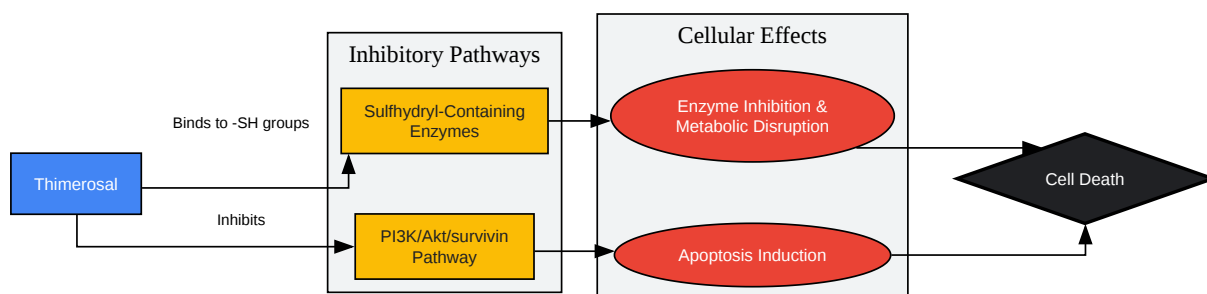 Cellular Effects
Inhibitory Pathways
Binds to -SH groups
Sulfhydryl-Containing
Enzymes
Enzyme Inhibition &
Metabolic Disruption
Thimerosal
Cell Death
Inhibits
PI3K/Akt/survivin
Pathway
Apoptosis Induction